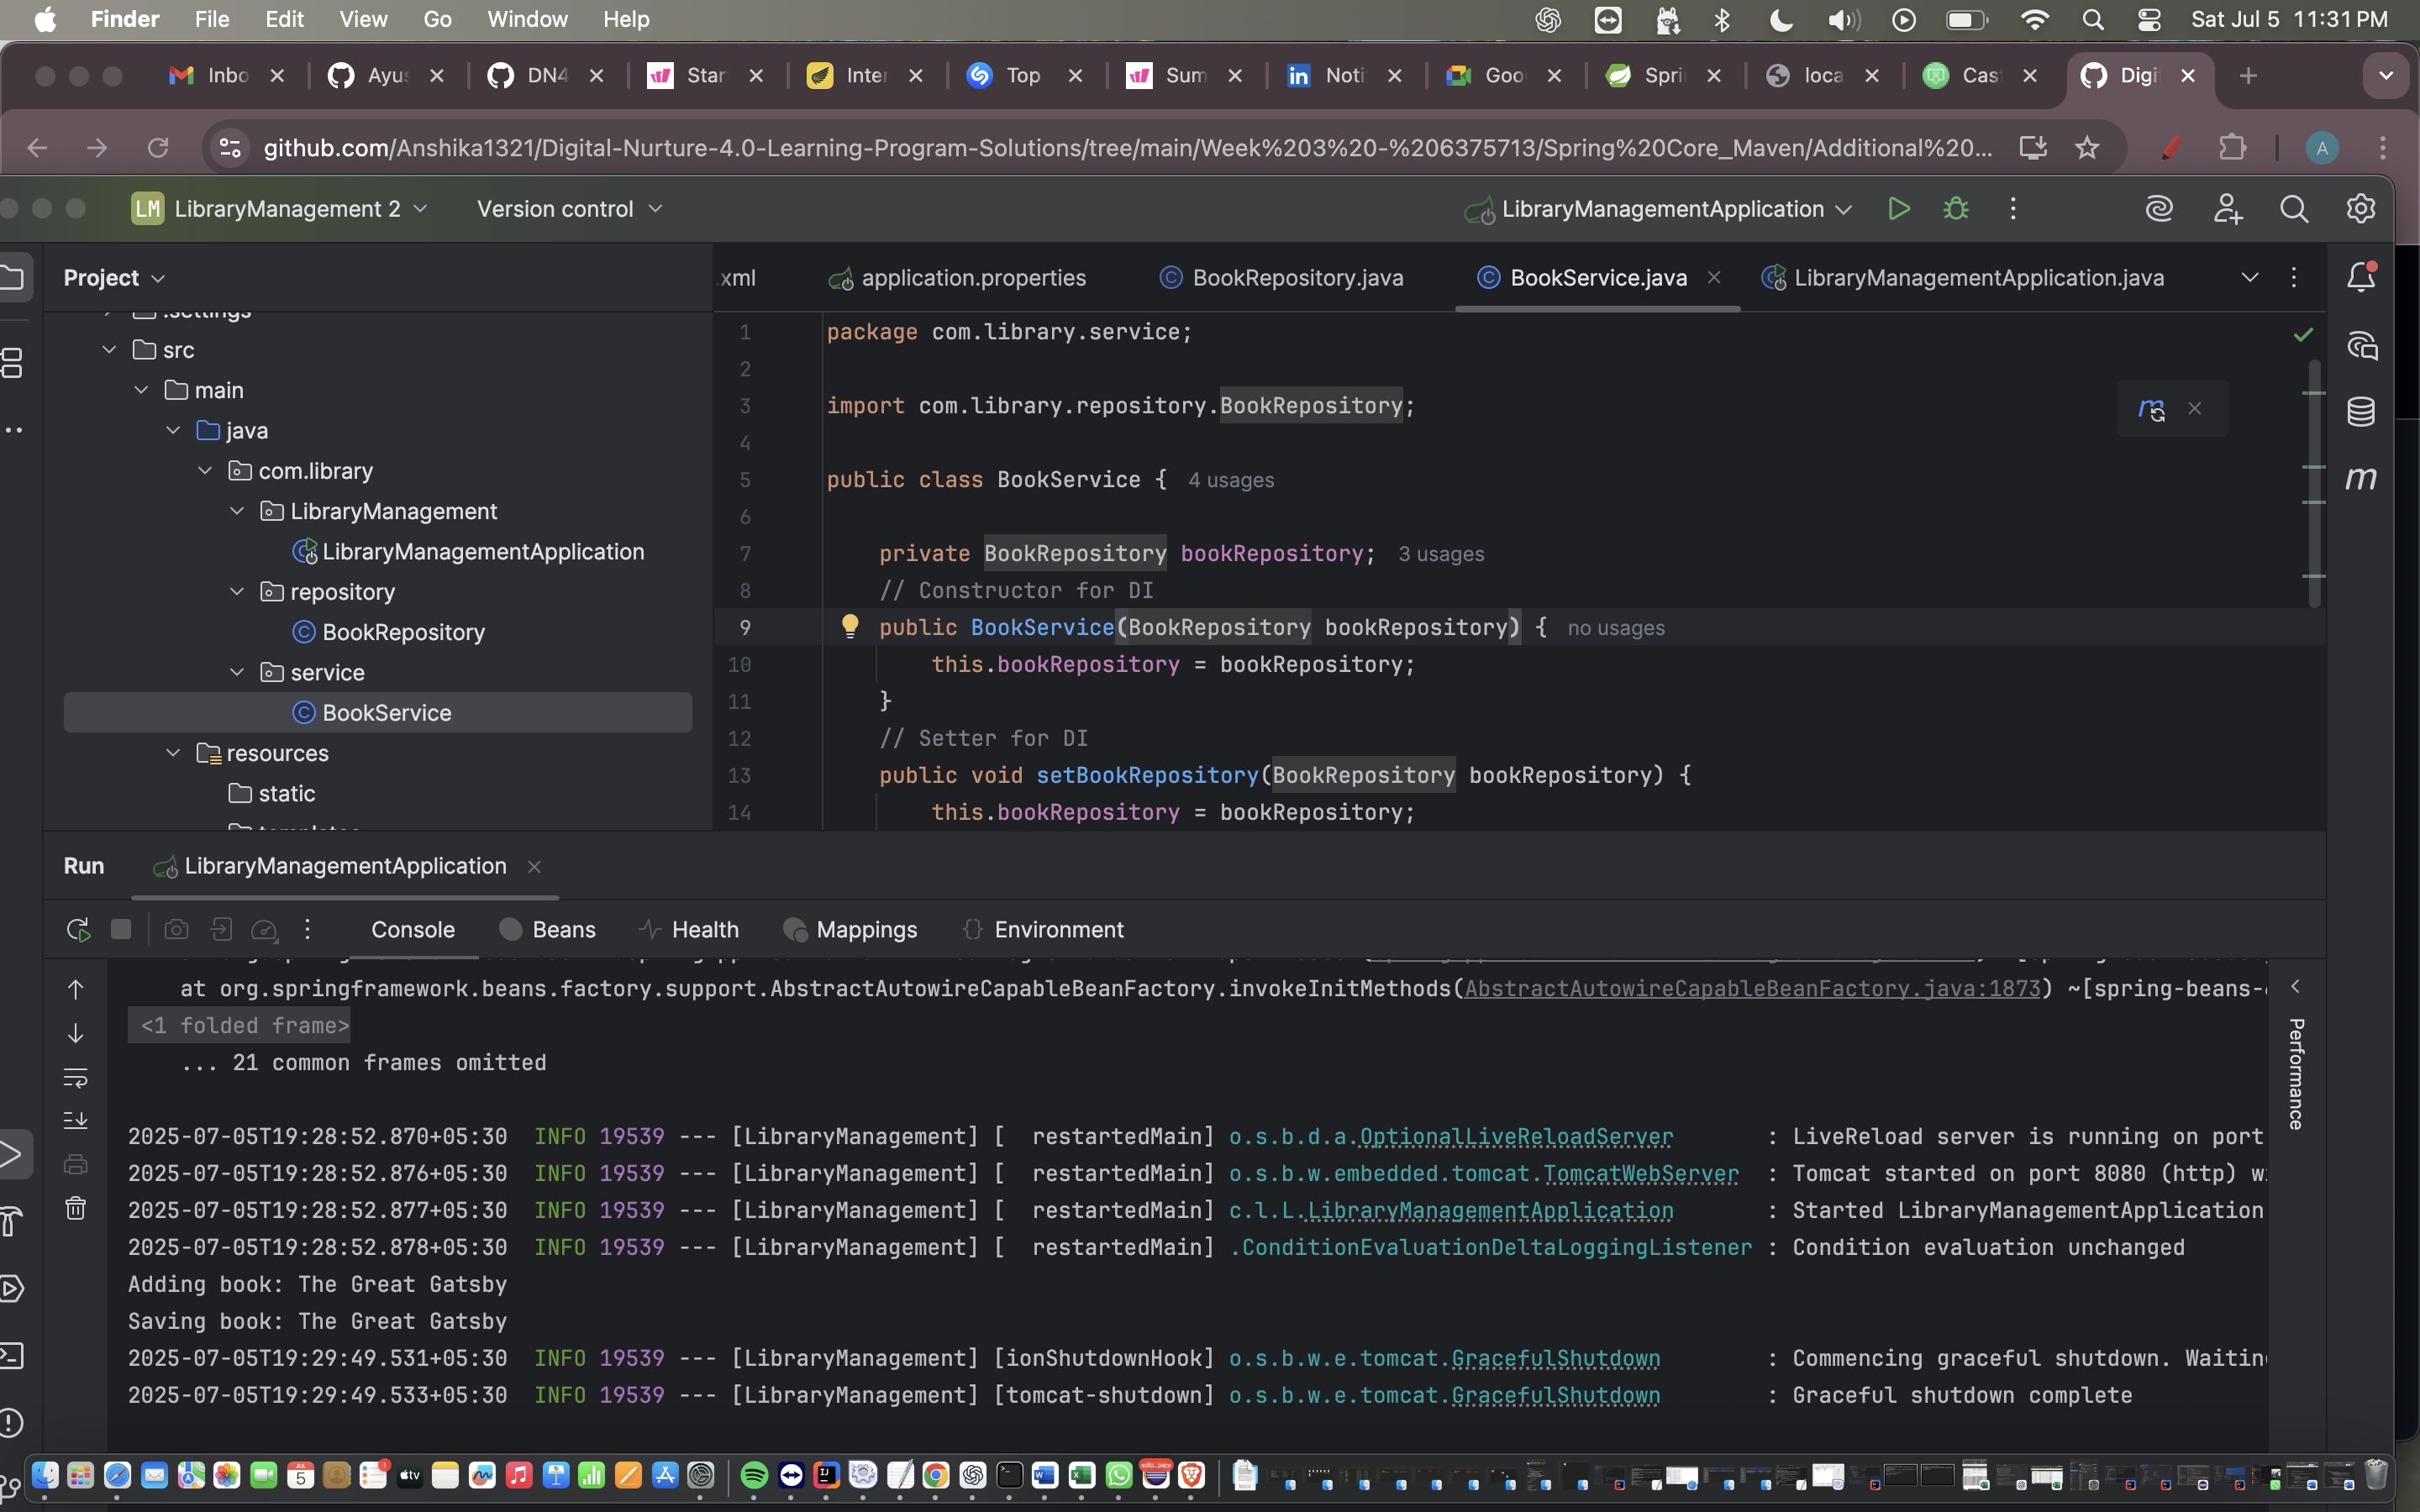 Finder File Edit View Go Window Help Sat Jul 5 11:31 PM
Inbo Ayus DN4 Star Inter Top Sum Noti Goo Spri loca Cas Digi
github.com/Anshika1321/Digital-Nurture-4.0-Learning-Program-Solutions/tree/main/Week%203%20-%206375713/Spring%20Core_Maven/Additional%20... A
LM LibraryManagement 2 Version control LibraryManagementApplication
Project .xml application.properties BookRepository.java BookService.java LibraryManagementApplication.java
.settings
src
main
java
com.library
LibraryManagement
LibraryManagementApplication
repository
BookRepository
service
BookService
resources
static
1 package com.library.service;
2
3 import com.library.repository.BookRepository;
4
5 public class BookService { 4 usages
6
7 private BookRepository bookRepository; 3 usages
8 // Constructor for DI
9 public BookService(BookRepository bookRepository) { no usages
10 this.bookRepository = bookRepository;
11 }
12 // Setter for DI
13 public void setBookRepository(BookRepository bookRepository) {
14 this.bookRepository = bookRepository;
Run LibraryManagementApplication
Console Beans Health Mappings Environment
at org.springframework.beans.factory.support.AbstractAutowireCapableBeanFactory.invokeInitMethods(AbstractAutowireCapableBeanFactory.java:1873) ~[spring-beans-
<1 folded frame>
... 21 common frames omitted
2025-07-05T19:28:52.870+05:30 INFO 19539 --- [LibraryManagement] [ restartedMain] o.s.b.d.a.OptionalLiveReloadServer : LiveReload server is running on port
2025-07-05T19:28:52.876+05:30 INFO 19539 --- [LibraryManagement] [ restartedMain] o.s.b.w.embedded.tomcat.TomcatWebServer : Tomcat started on port 8080 (http) w
2025-07-05T19:28:52.877+05:30 INFO 19539 --- [LibraryManagement] [ restartedMain] c.l.L.LibraryManagementApplication : Started LibraryManagementApplication
2025-07-05T19:28:52.878+05:30 INFO 19539 --- [LibraryManagement] [ restartedMain] .ConditionEvaluationDeltaLoggingListener : Condition evaluation unchanged
Adding book: The Great Gatsby
Saving book: The Great Gatsby
2025-07-05T19:29:49.531+05:30 INFO 19539 --- [LibraryManagement] [ionShutdownHook] o.s.b.w.e.tomcat.GracefulShutdown : Commencing graceful shutdown. Waitin
2025-07-05T19:29:49.533+05:30 INFO 19539 --- [LibraryManagement] [tomcat-shutdown] o.s.b.w.e.tomcat.GracefulShutdown : Graceful shutdown complete
Performance